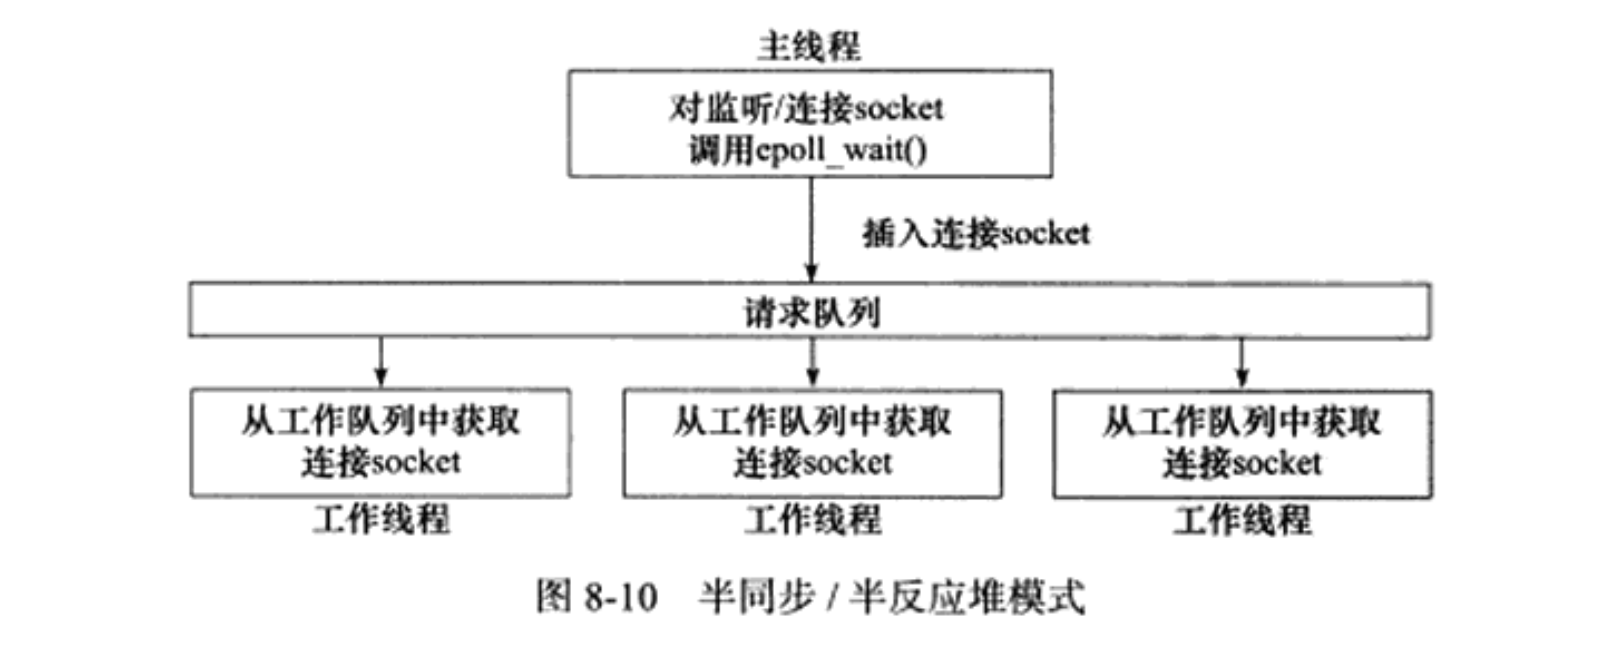 主线程
对监听/连接socket
调用epoll_wait()
插入连接socket
请求队列
从工作队列中获取
连接socket
工作线程
从工作队列中获取
连接socket
工作线程
从工作队列中获取
连接socket
工作线程
图 8-10 半同步 / 半反应堆模式